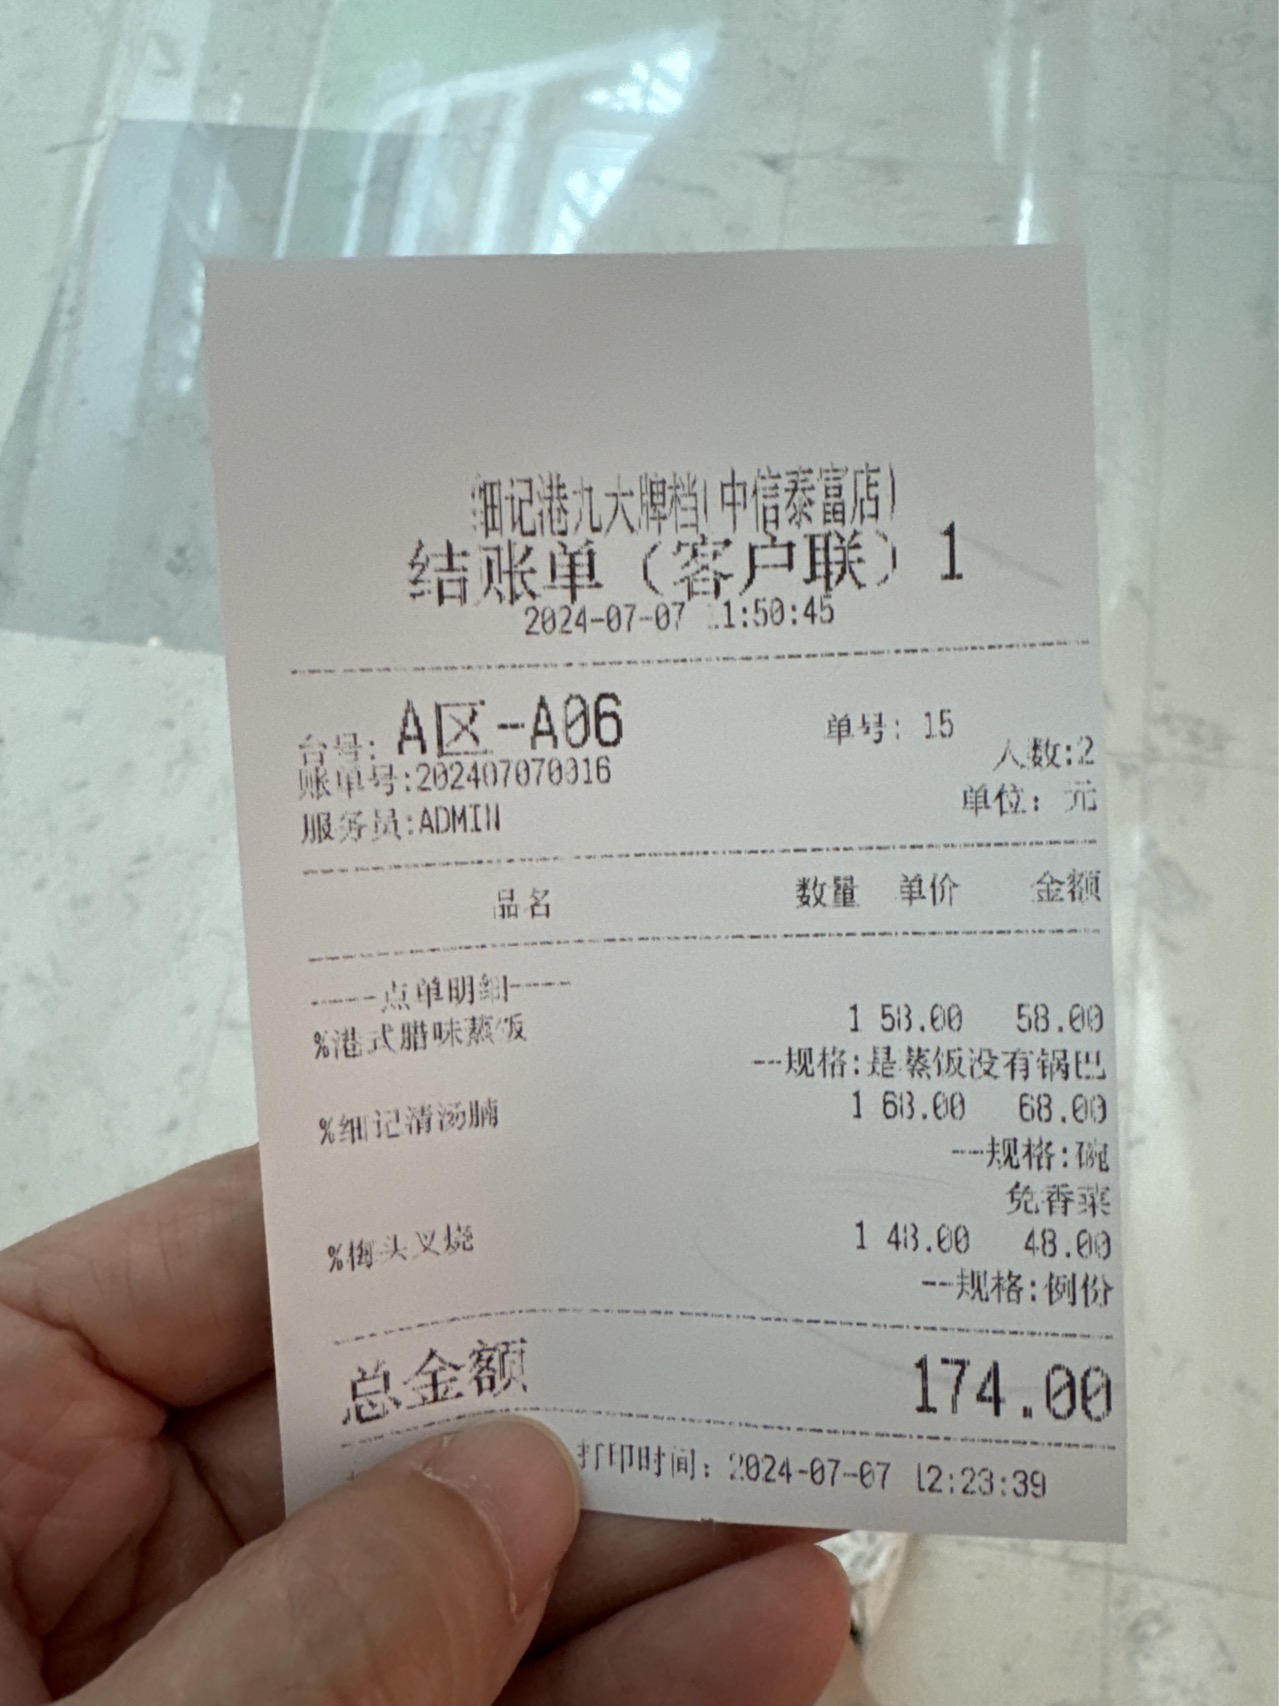 细记港九大牌档(中信泰富店)
结账单（客户联）1
2024-07-07 11:50:45
台号: A区-A06 单号: 15
人数:2
账单号:202407070016
单位: 元
服务员:ADMIN
品名 数量 单价 金额
-----点单明细-----
%港式腊味蒸饭 1 58.00 58.00
--规格:是蒸饭没有锅巴
%细记清汤腩 1 68.00 68.00
--规格:碗
免香菜
%梅头叉烧 1 48.00 48.00
--规格:例份
总金额 174.00
打印时间: 2024-07-07 12:23:39